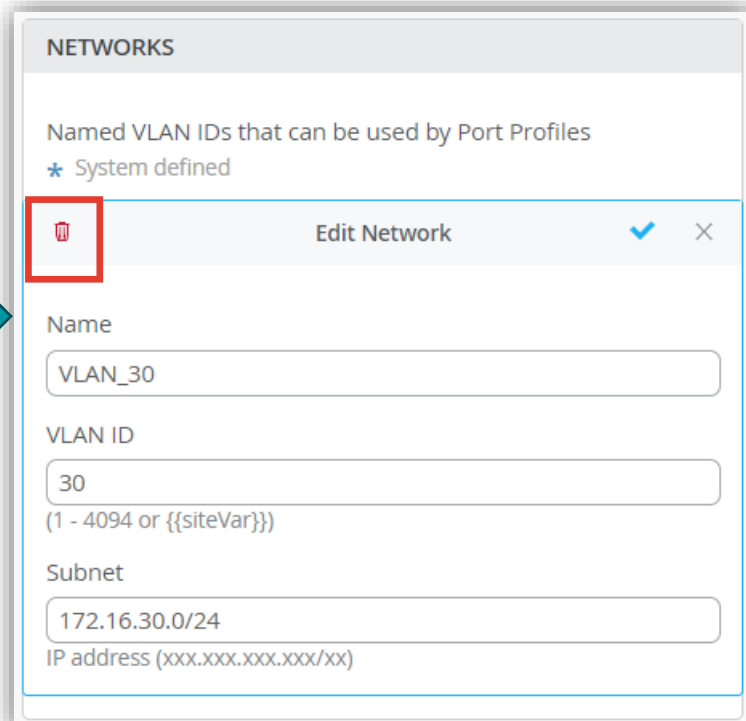 NETWORKS
Named VLAN IDs that can be used by Port Profiles
* System defined
Edit Network
Name
VLAN_30
VLAN ID
30
(1 - 4094 or {{siteVar}})
Subnet
172.16.30.0/24
IP address (xxx.xxx.xxx.xxx/xx)